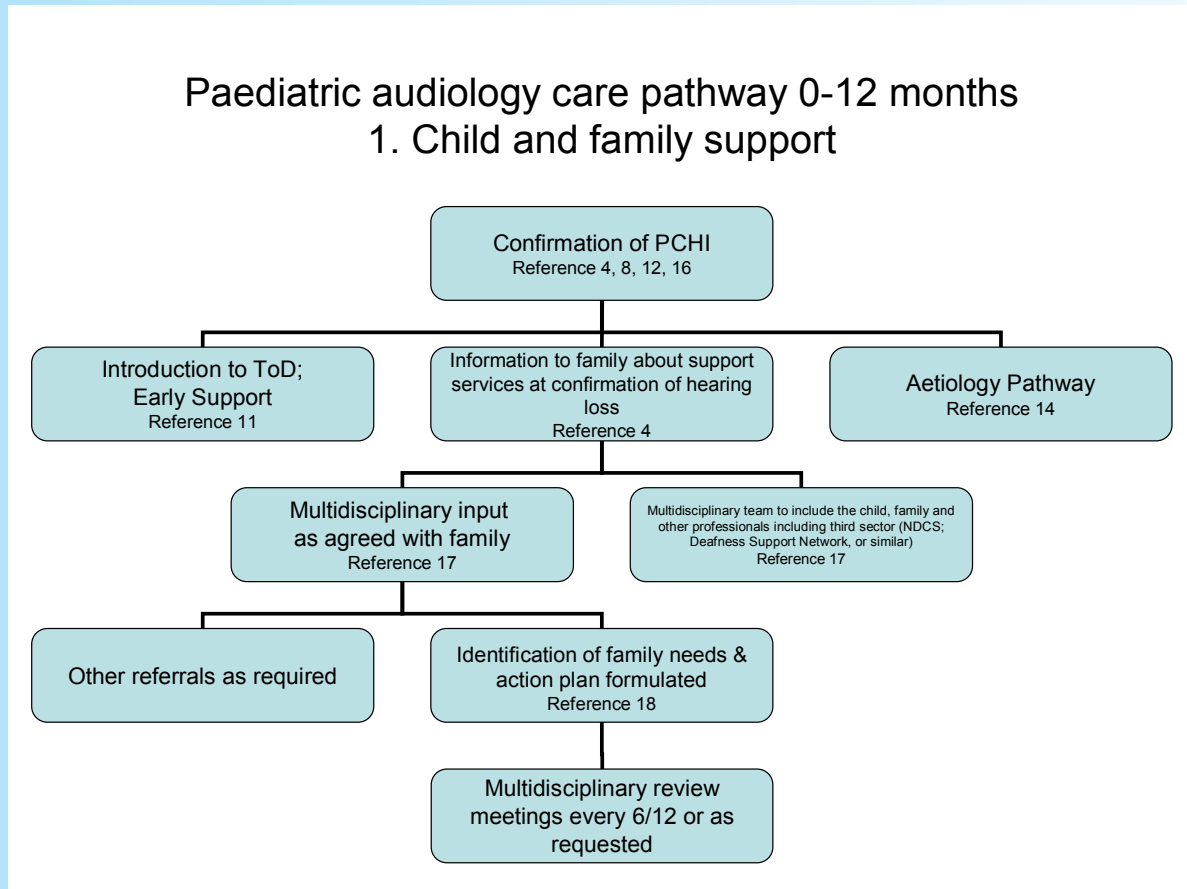 Paediatric audiology care pathway 0-12 months
1. Child and family support
Confirmation of PCHI
Reference 4, 8, 12, 16
Introduction to ToD;
Early Support
Reference 11
Information to family about support
services at confirmation of hearing
loss
Reference 4
Aetiology Pathway
Reference 14
Multidisciplinary input
as agreed with family
Reference 17
Multidisciplinary team to include the child, family and
other professionals including third sector (NDCS;
Deafness Support Network, or similar)
Reference 17
Other referrals as required
Identification of family needs &
action plan formulated
Reference 18
Multidisciplinary review
meetings every 6/12 or as
requested